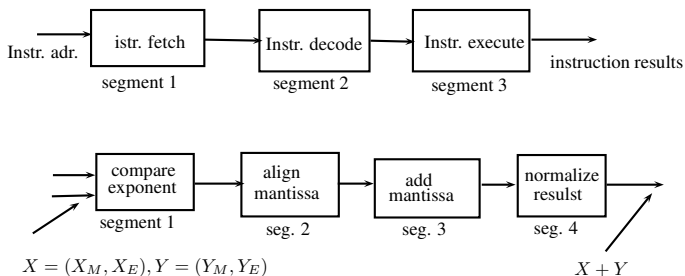 Instr. adr.
istr. fetch
segment 1
Instr. decode
segment 2
Instr. execute
segment 3
instruction results
compare
exponent
segment 1
align
mantissa
seg. 2
add
mantissa
seg. 3
normalize
resulst
seg. 4
X = (X_M, X_E), Y = (Y_M, Y_E)
X + Y